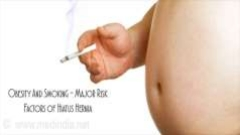 Obesity And Smoking - Major Risk
Factors of Hiatus Hernia
© www.medindia.net